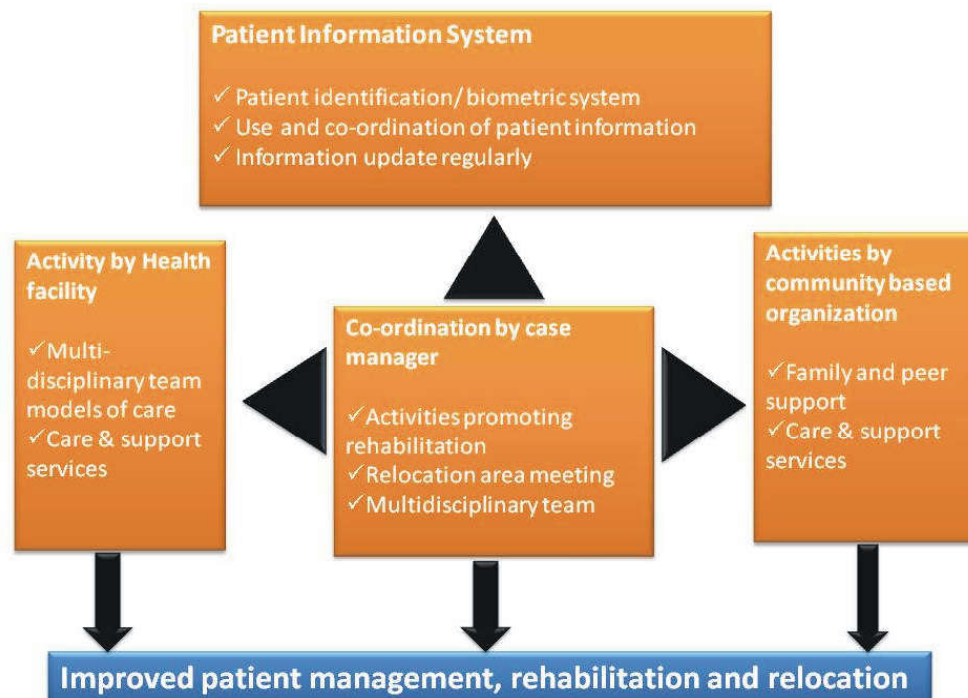 Patient Information System
✓ Patient identification/ biometric system
✓ Use and co-ordination of patient information
✓ Information update regularly
Activity by Health
facility
✓Multi-
disciplinary team
models of care
✓Care & support
services
Co-ordination by case
manager
✓Activities promoting
rehabilitation
✓Relocation area meeting
✓Multidisciplinary team
Activities by
community based
organization
✓Family and peer
support
✓Care & support
services
Improved patient management, rehabilitation and relocation